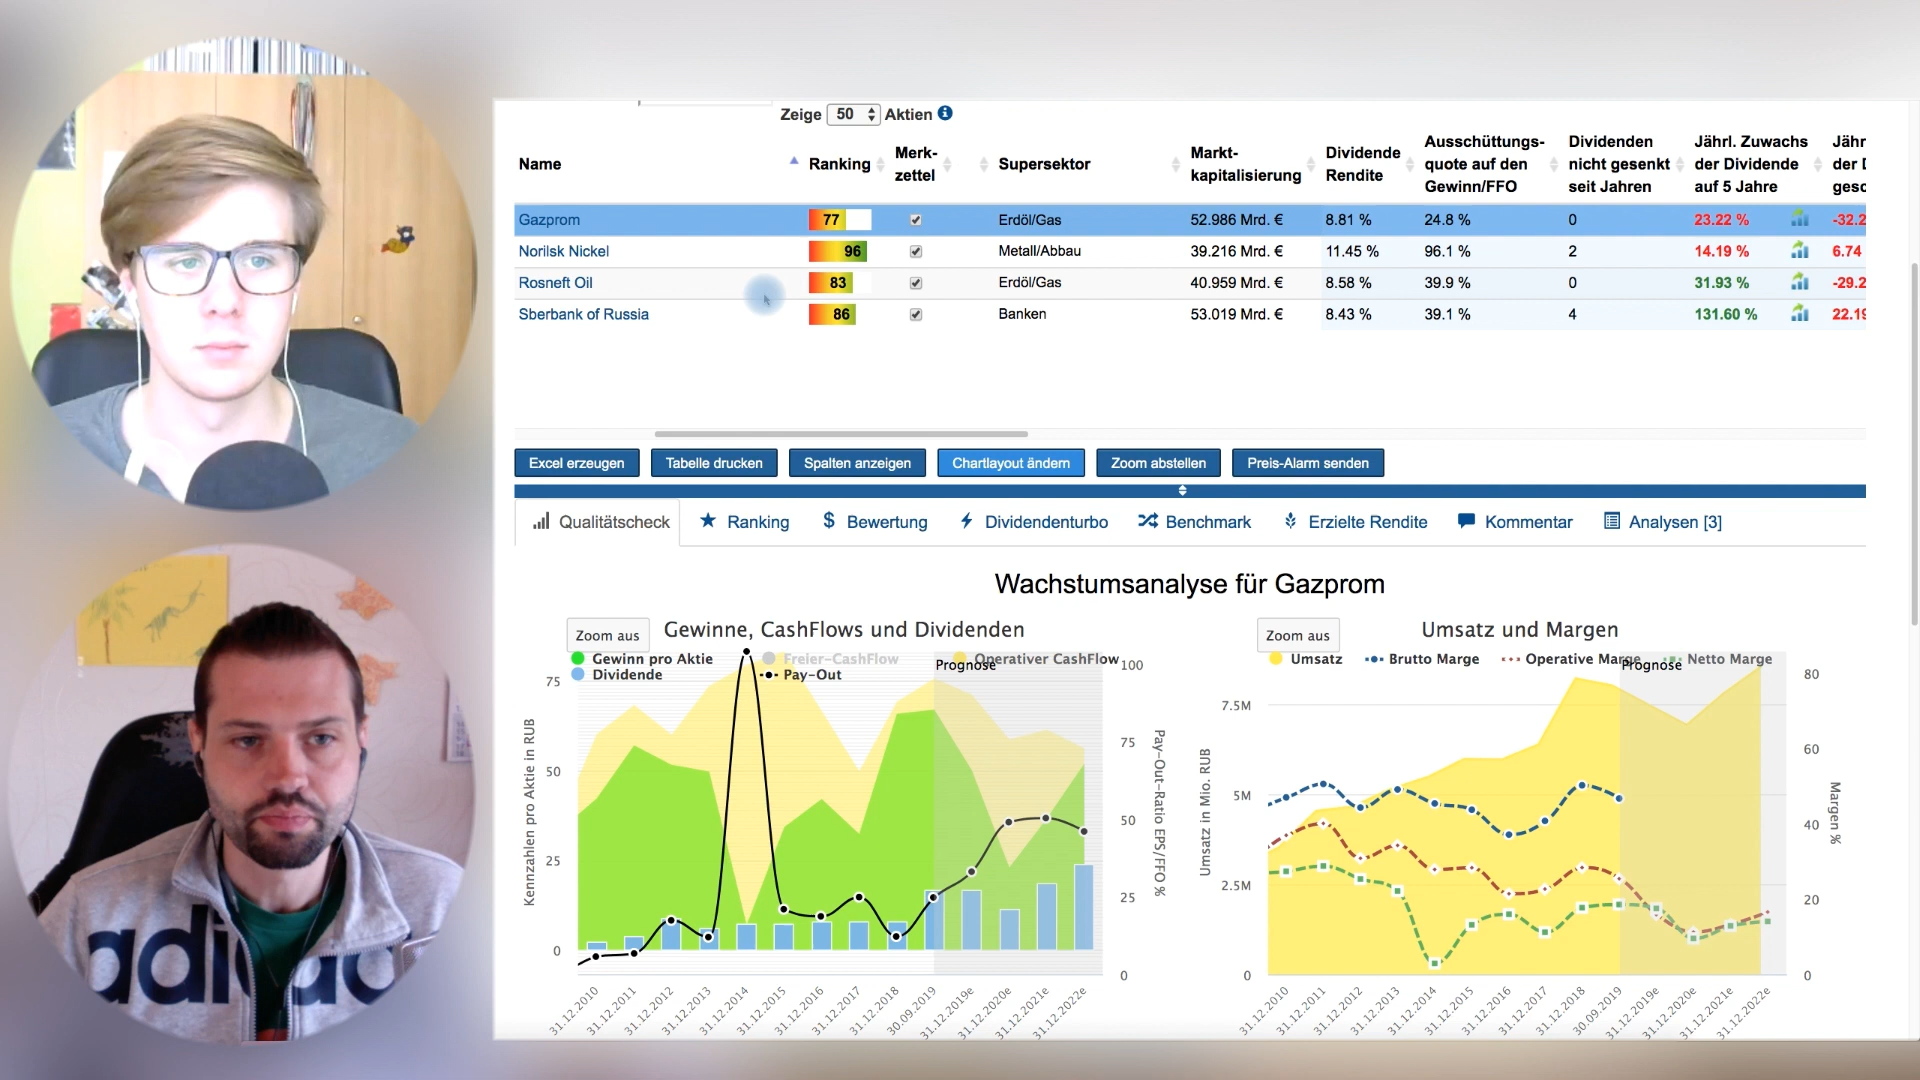 Zeige 50 Aktien
Name Ranking Merk-zettel Supersektor Markt-kapitalisierung Dividende Rendite Ausschüttungs-quote auf den Gewinn/FFO Dividenden nicht gesenkt seit Jahren Jährl. Zuwachs der Dividende auf 5 Jahre
Gazprom 77 Erdöl/Gas 52.986 Mrd. € 8.81 % 24.8 % 0 23.22 % -32.2
Norilsk Nickel 96 Metall/Abbau 39.216 Mrd. € 11.45 % 96.1 % 2 14.19 % 6.74
Rosneft Oil 83 Erdöl/Gas 40.959 Mrd. € 8.58 % 39.9 % 0 31.93 % -29.2
Sberbank of Russia 86 Banken 53.019 Mrd. € 8.43 % 39.1 % 4 131.60 % 22.19
Excel erzeugen Tabelle drucken Spalten anzeigen Chartlayout ändern Zoom abstellen Preis-Alarm senden
Qualitätscheck Ranking Bewertung Dividendenturbo Benchmark Erzielte Rendite Kommentar Analysen [3]
Wachstumsanalyse für Gazprom
Zoom aus
Gewinne, CashFlows und Dividenden
Gewinn pro Aktie Freier-CashFlow Operativer CashFlow
Dividende Pay-Out
Prognose
Kennzahlen pro Aktie in RUB
75
50
25
0
Pay-Out-Ratio EPS/FFO %
100
75
50
25
0
31.12.2010 31.12.2011 31.12.2012 31.12.2013 31.12.2014 31.12.2015 31.12.2016 31.12.2017 31.12.2018 30.09.2019 31.12.2019e 31.12.2020e 31.12.2021e 31.12.2022e
Zoom aus
Umsatz und Margen
Umsatz Brutto Marge Operative Marge Netto Marge
Prognose
Umsatz in Mio. RUB
7.5M
5M
2.5M
0
Margen %
80
60
40
20
0
31.12.2010 31.12.2011 31.12.2012 31.12.2013 31.12.2014 31.12.2015 31.12.2016 31.12.2017 31.12.2018 30.09.2019 31.12.2019e 31.12.2020e 31.12.2021e 31.12.2022e